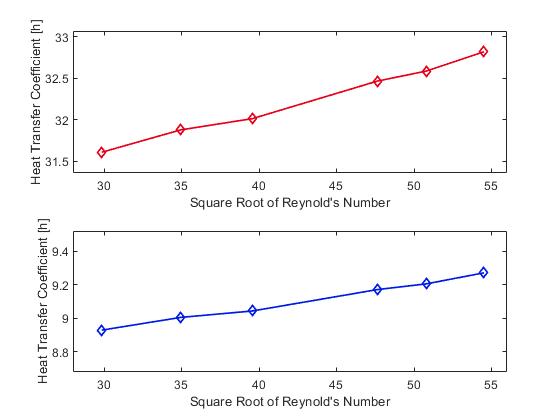 Heat Transfer Coefficient [h]
33
32.5
32
31.5
30 35 40 45 50 55
Square Root of Reynold's Number
Heat Transfer Coefficient [h]
9.4
9.2
9
8.8
30 35 40 45 50 55
Square Root of Reynold's Number